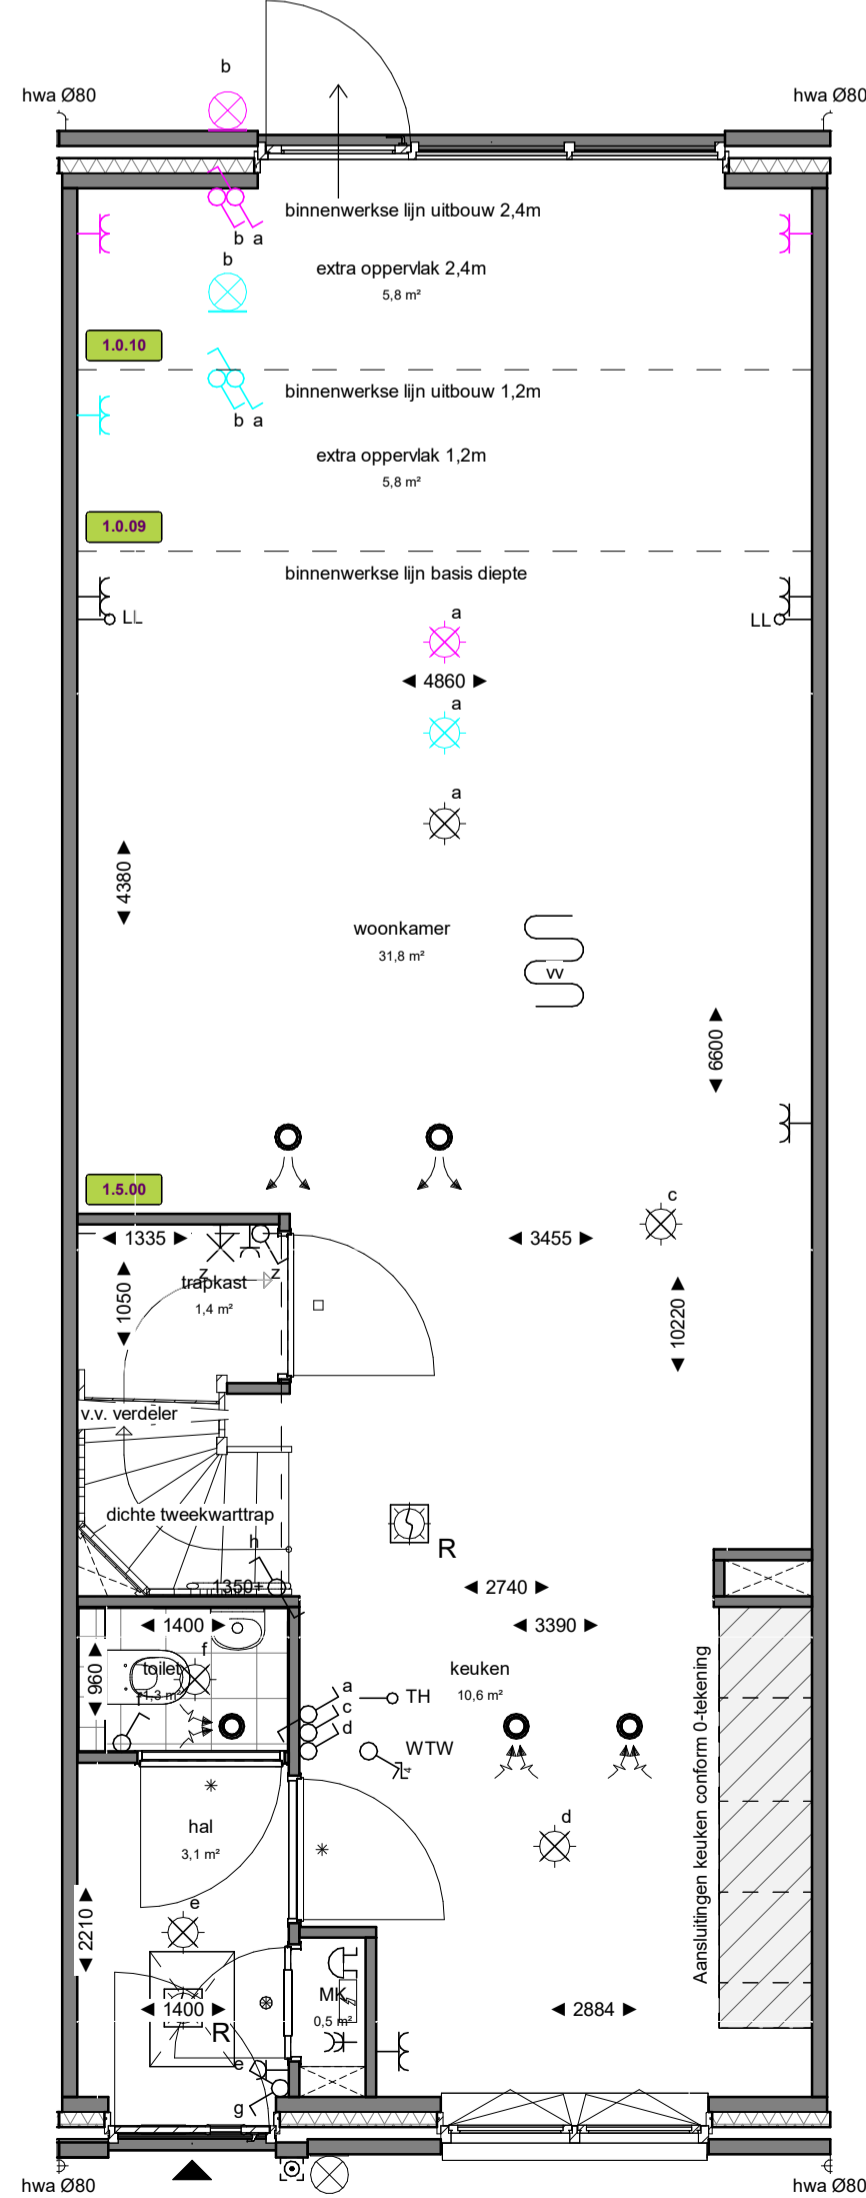 b
hwa Ø80
hwa Ø80
binnenwerkse lijn uitbouw 2,4m
b a
b
extra oppervlak 2,4m
5,8 m²
1.0.10
binnenwerkse lijn uitbouw 1,2m
b a
extra oppervlak 1,2m
5,8 m²
1.0.09
binnenwerkse lijn basis diepte
LL
LL
a
4860
a
a
4380
woonkamer
31,8 m²
vv
6600
1.5.00
c
1335
3455
z
z
trapkast
1,4 m²
1050
10220
v.v. verdeler
dichte tweekwarttrap
h
R
1350+
2740
1400
3390
f
960
toilet
1,3 m²
keuken
10,6 m²
a
c
d
TH
WTW
4
Aansluitingen keuken conform 0-tekening
hal
3,1 m²
d
e
2210
MK
0,5 m²
1400
R
2884
e
g
hwa Ø80
hwa Ø80